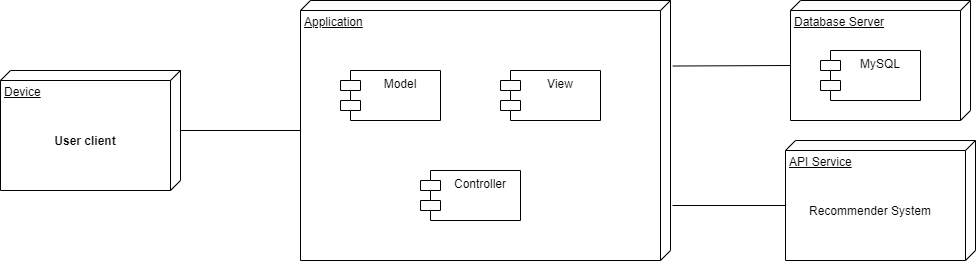 Device
User client
Application
Model
View
Controller
Database Server
MySQL
API Service
Recommender System